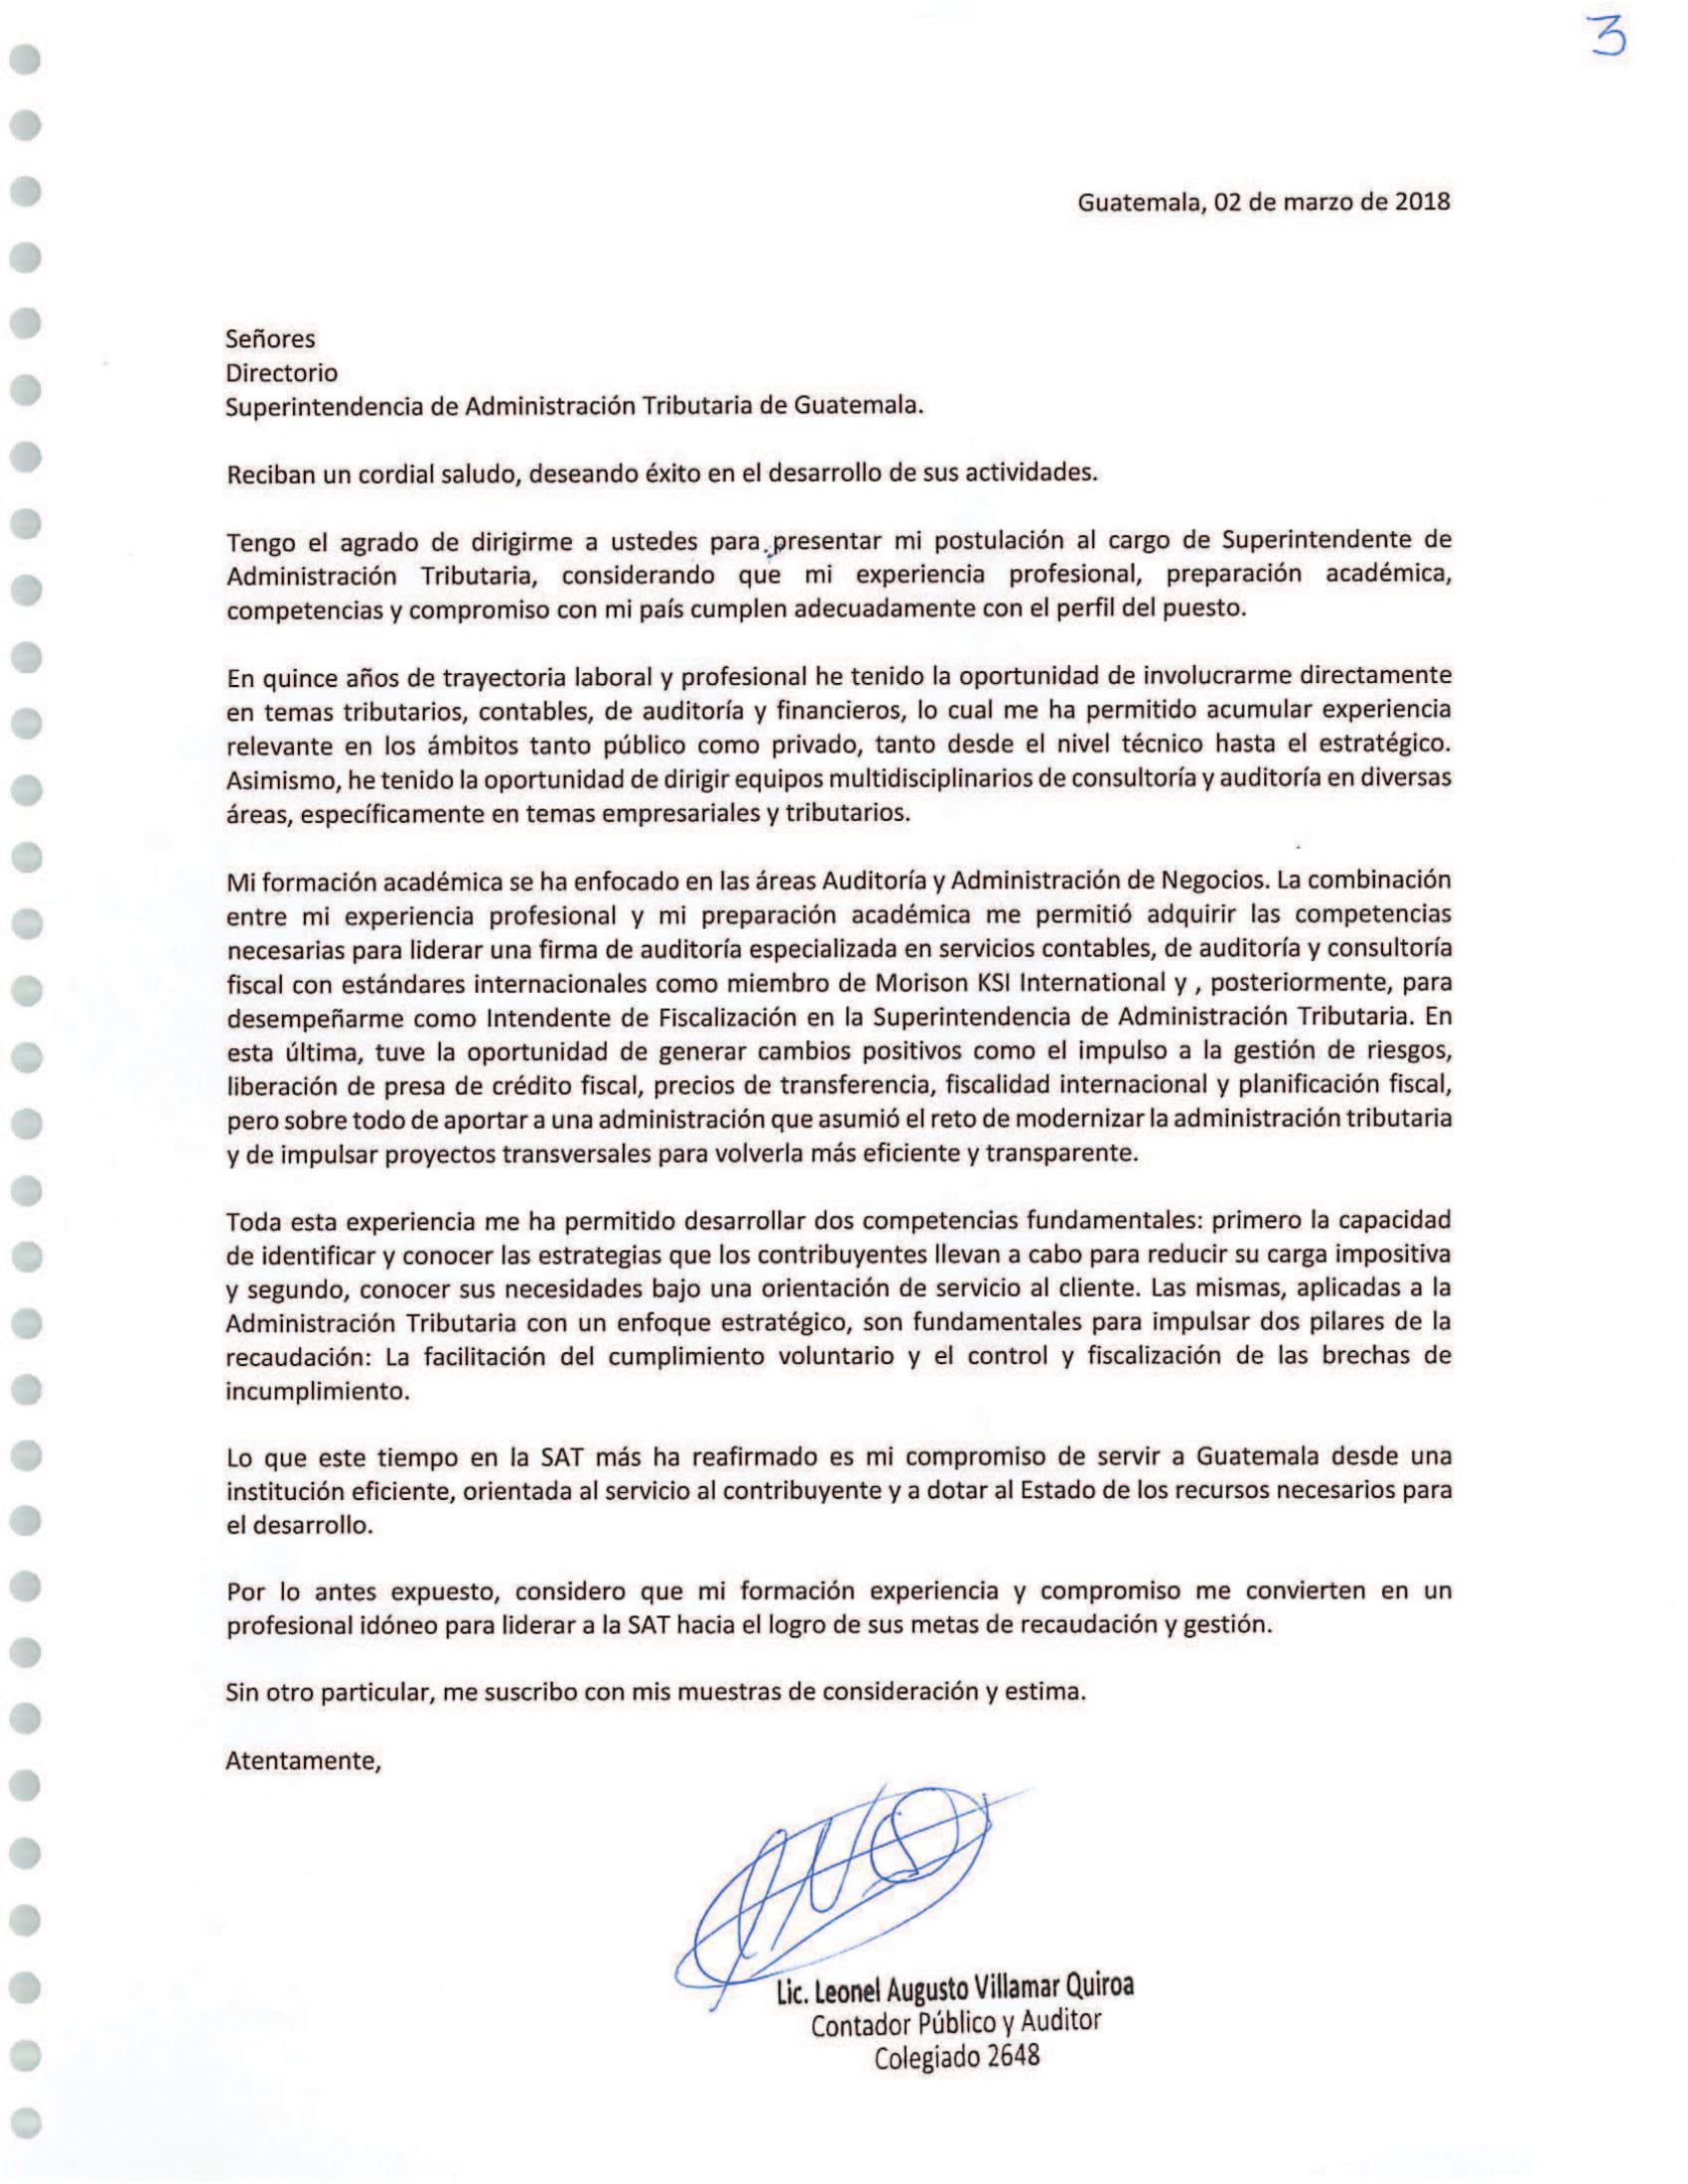 3
Guatemala, 02 de marzo de 2018
Señores
Directorio
Superintendencia de Administración Tributaria de Guatemala.
Reciban un cordial saludo, deseando éxito en el desarrollo de sus actividades.
Tengo el agrado de dirigirme a ustedes para presentar mi postulación al cargo de Superintendente de
Administración Tributaria, considerando que mi experiencia profesional, preparación académica,
competencias y compromiso con mi país cumplen adecuadamente con el perfil del puesto.
En quince años de trayectoria laboral y profesional he tenido la oportunidad de involucrarme directamente
en temas tributarios, contables, de auditoría y financieros, lo cual me ha permitido acumular experiencia
relevante en los ámbitos tanto público como privado, tanto desde el nivel técnico hasta el estratégico.
Asimismo, he tenido la oportunidad de dirigir equipos multidisciplinarios de consultoría y auditoría en diversas
áreas, específicamente en temas empresariales y tributarios.
Mi formación académica se ha enfocado en las áreas Auditoría y Administración de Negocios. La combinación
entre mi experiencia profesional y mi preparación académica me permitió adquirir las competencias
necesarias para liderar una firma de auditoría especializada en servicios contables, de auditoría y consultoría
fiscal con estándares internacionales como miembro de Morison KSI International y , posteriormente, para
desempeñarme como Intendente de Fiscalización en la Superintendencia de Administración Tributaria. En
esta última, tuve la oportunidad de generar cambios positivos como el impulso a la gestión de riesgos,
liberación de presa de crédito fiscal, precios de transferencia, fiscalidad internacional y planificación fiscal,
pero sobre todo de aportar a una administración que asumió el reto de modernizar la administración tributaria
y de impulsar proyectos transversales para volverla más eficiente y transparente.
Toda esta experiencia me ha permitido desarrollar dos competencias fundamentales: primero la capacidad
de identificar y conocer las estrategias que los contribuyentes llevan a cabo para reducir su carga impositiva
y segundo, conocer sus necesidades bajo una orientación de servicio al cliente. Las mismas, aplicadas a la
Administración Tributaria con un enfoque estratégico, son fundamentales para impulsar dos pilares de la
recaudación: La facilitación del cumplimiento voluntario y el control y fiscalización de las brechas de
incumplimiento.
Lo que este tiempo en la SAT más ha reafirmado es mi compromiso de servir a Guatemala desde una
institución eficiente, orientada al servicio al contribuyente y a dotar al Estado de los recursos necesarios para
el desarrollo.
Por lo antes expuesto, considero que mi formación experiencia y compromiso me convierten en un
profesional idóneo para liderar a la SAT hacia el logro de sus metas de recaudación y gestión.
Sin otro particular, me suscribo con mis muestras de consideración y estima.
Atentamente,
Lic. Leonel Augusto Villamar Quiroa
Contador Público y Auditor
Colegiado 2648